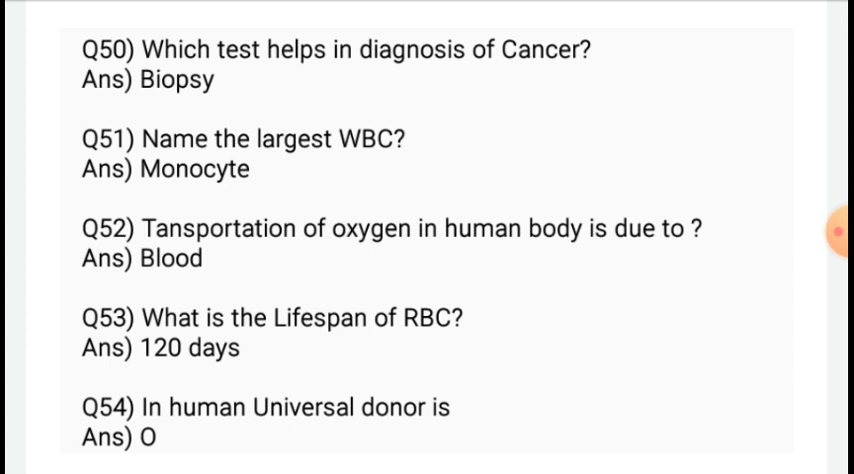 Q50) Which test helps in diagnosis of Cancer?
Ans) Biopsy
Q51) Name the largest WBC?
Ans) Monocyte
Q52) Tansportation of oxygen in human body is due to ?
Ans) Blood
Q53) What is the Lifespan of RBC?
Ans) 120 days
Q54) In human Universal donor is
Ans) O